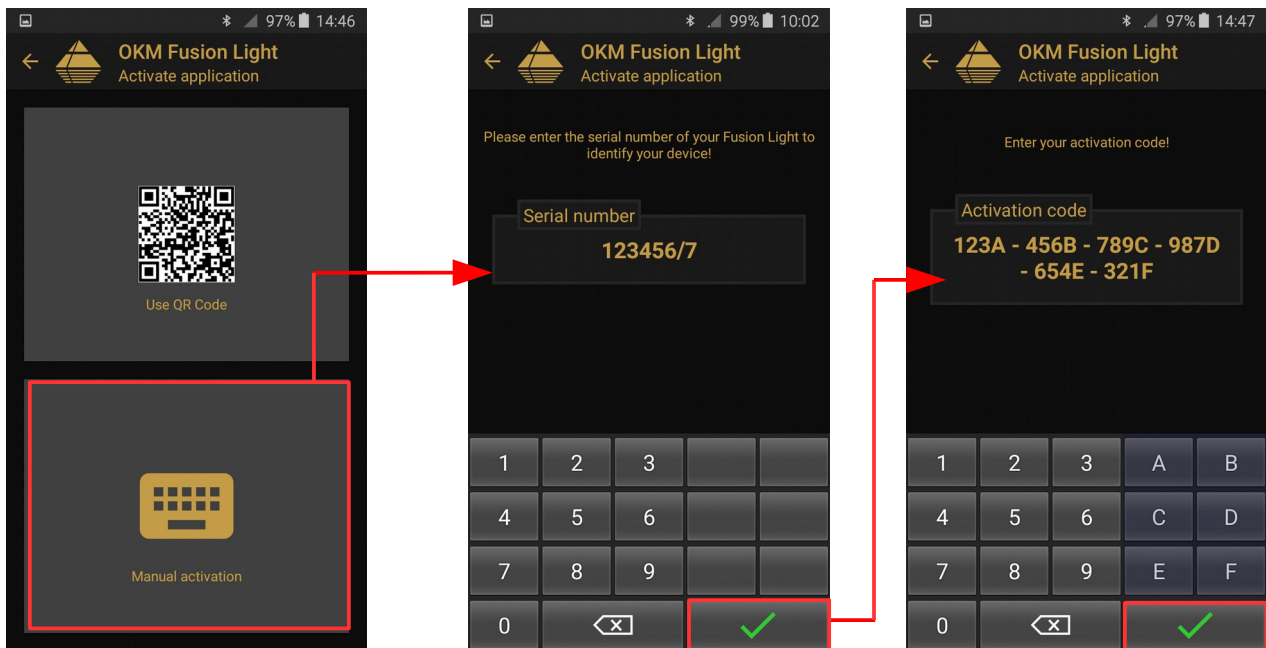 97% 14:46
OKM Fusion Light
Activate application
Use QR Code
Manual activation
99% 10:02
OKM Fusion Light
Activate application
Please enter the serial number of your Fusion Light to
identify your device!
Serial number
123456/7
1 2 3
4 5 6
7 8 9
0
97% 14:47
OKM Fusion Light
Activate application
Enter your activation code!
Activation code
123A - 456B - 789C - 987D
- 654E - 321F
1 2 3 A B
4 5 6 C D
7 8 9 E F
0